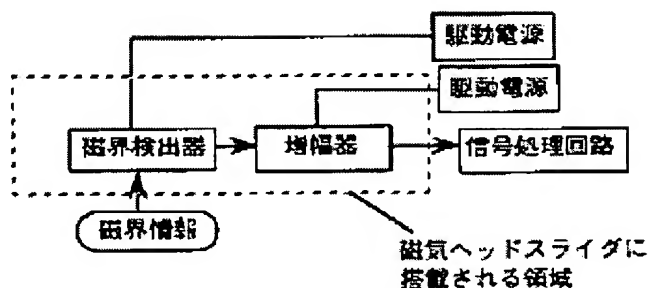 駆動電源
駆動電源
磁界検出器
増幅器
信号処理回路
磁界情報
磁気ヘッドスライダに
搭載される領域